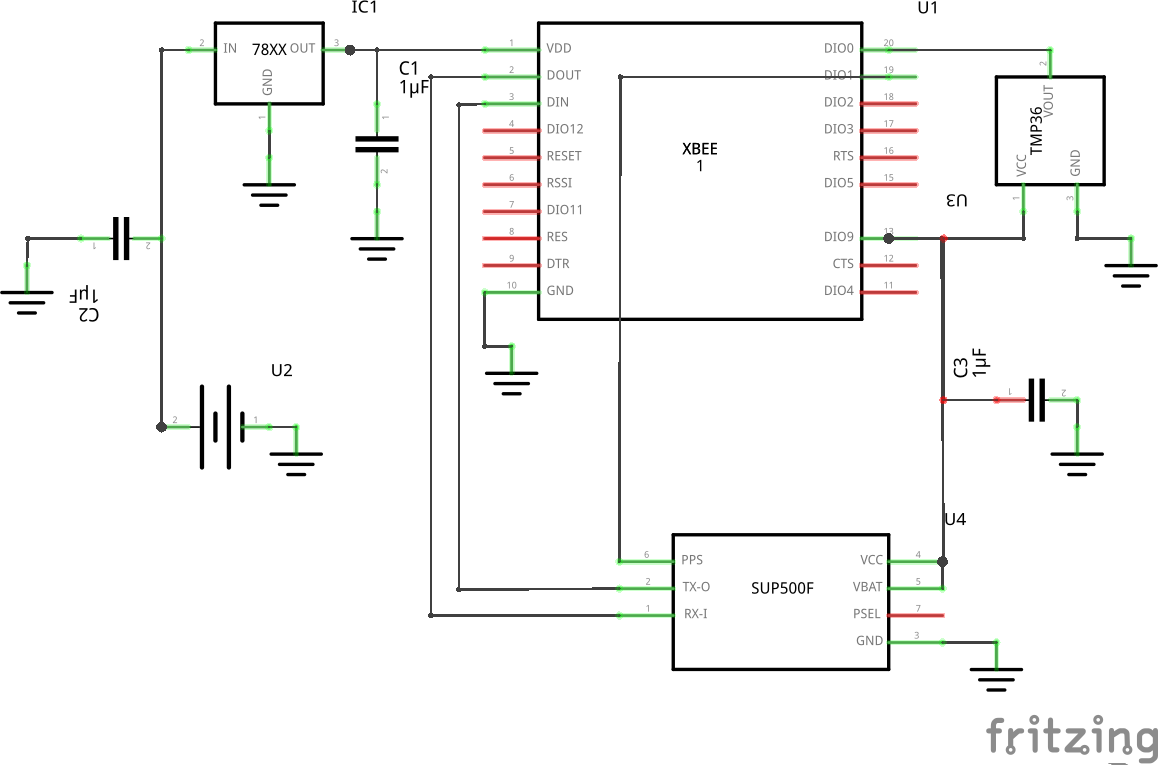 IC1
2 IN 78XX OUT 3
GND
1
C1
1µF
1
2
1
2
C2
1µF
U2
2
1
U1
XBEE
1
1 VDD
2 DOUT
3 DIN
4 DIO12
5 RESET
6 RSSI
7 DIO11
8 RES
9 DTR
10 GND
DIO0 20
DIO1 19
DIO2 18
DIO3 17
RTS 16
DIO5 15
DIO9 13
CTS 12
DIO4 11
2
VOUT
TMP36
VCC
GND
1
3
U3
C3
1µF
1
2
U4
SUP500F
6 PPS
2 TX-O
1 RX-I
VCC 4
VBAT 5
PSEL 7
GND 3
fritzing